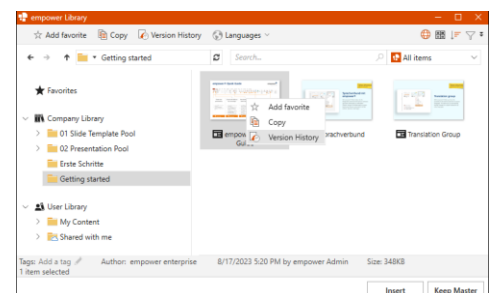 empower Library
Add favorite Copy Version History Languages
Getting started Search... All items
Favorites
Company Library
01 Slide Template Pool
02 Presentation Pool
Erste Schritte
Getting started
User Library
My Content
Shared with me
Add favorite
Copy
Version History
Translation Group
Tags: Add a tag Author: empower enterprise 8/17/2023 5:20 PM by empower Admin Size: 348KB
1 item selected
Insert Keep Master